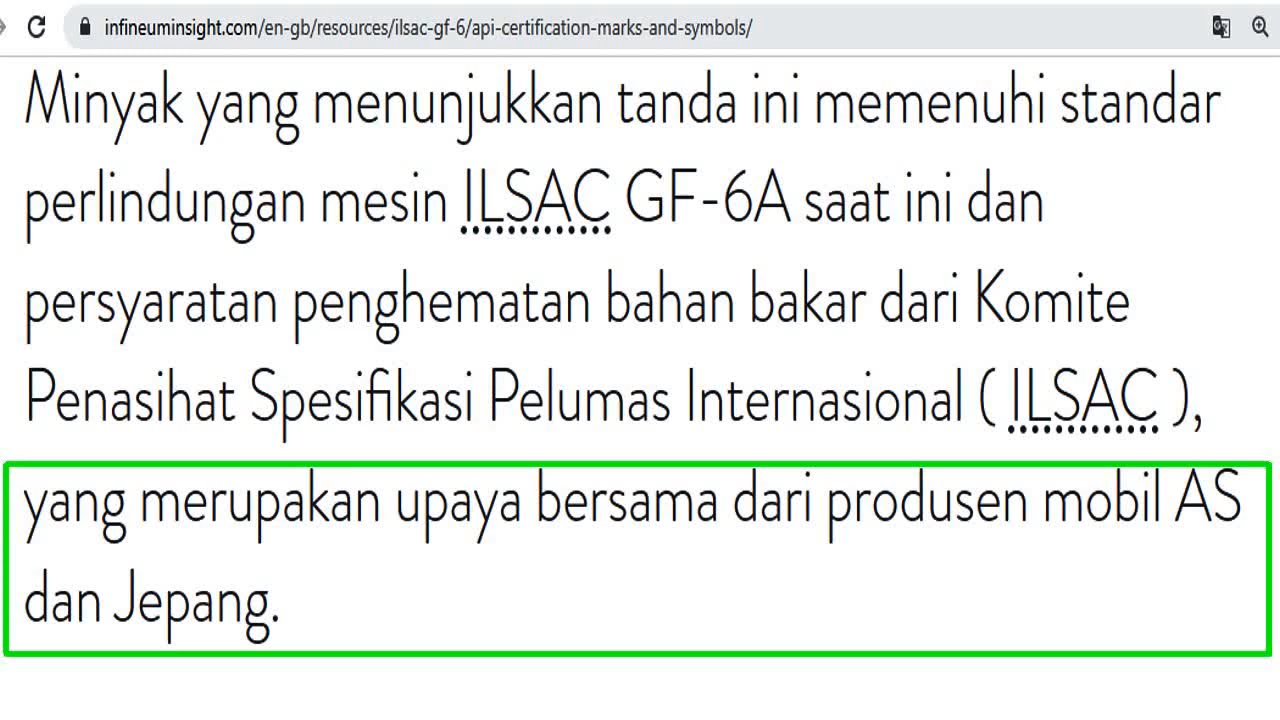 infineuminsight.com/en-gb/resources/ilsac-gf-6/api-certification-marks-and-symbols/
Minyak yang menunjukkan tanda ini memenuhi standar
perlindungan mesin ILSAC GF-6A saat ini dan
persyaratan penghematan bahan bakar dari Komite
Penasihat Spesifikasi Pelumas Internasional ( ILSAC ),
yang merupakan upaya bersama dari produsen mobil AS
dan Jepang.